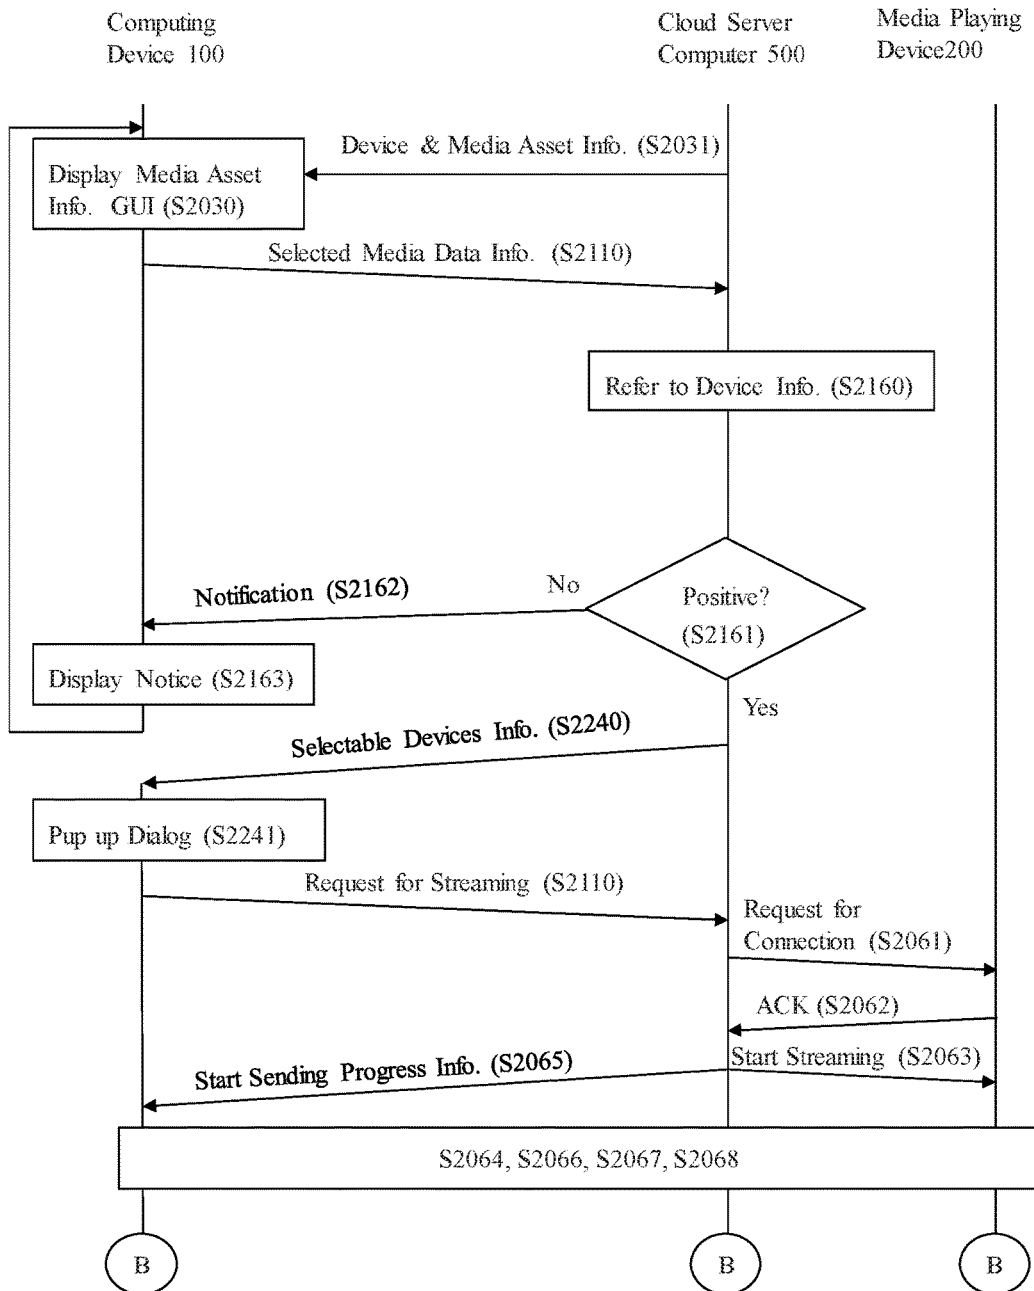 Computing
Device 100
Cloud Server
Computer 500
Media Playing
Device200
Device & Media Asset Info. (S2031)
Display Media Asset
Info. GUI (S2030)
Selected Media Data Info. (S2110)
Refer to Device Info. (S2160)
No
Positive?
(S2161)
Notification (S2162)
Display Notice (S2163)
Yes
Selectable Devices Info. (S2240)
Pup up Dialog (S2241)
Request for Streaming (S2110)
Request for
Connection (S2061)
ACK (S2062)
Start Streaming (S2063)
Start Sending Progress Info. (S2065)
S2064, S2066, S2067, S2068
B
B
B